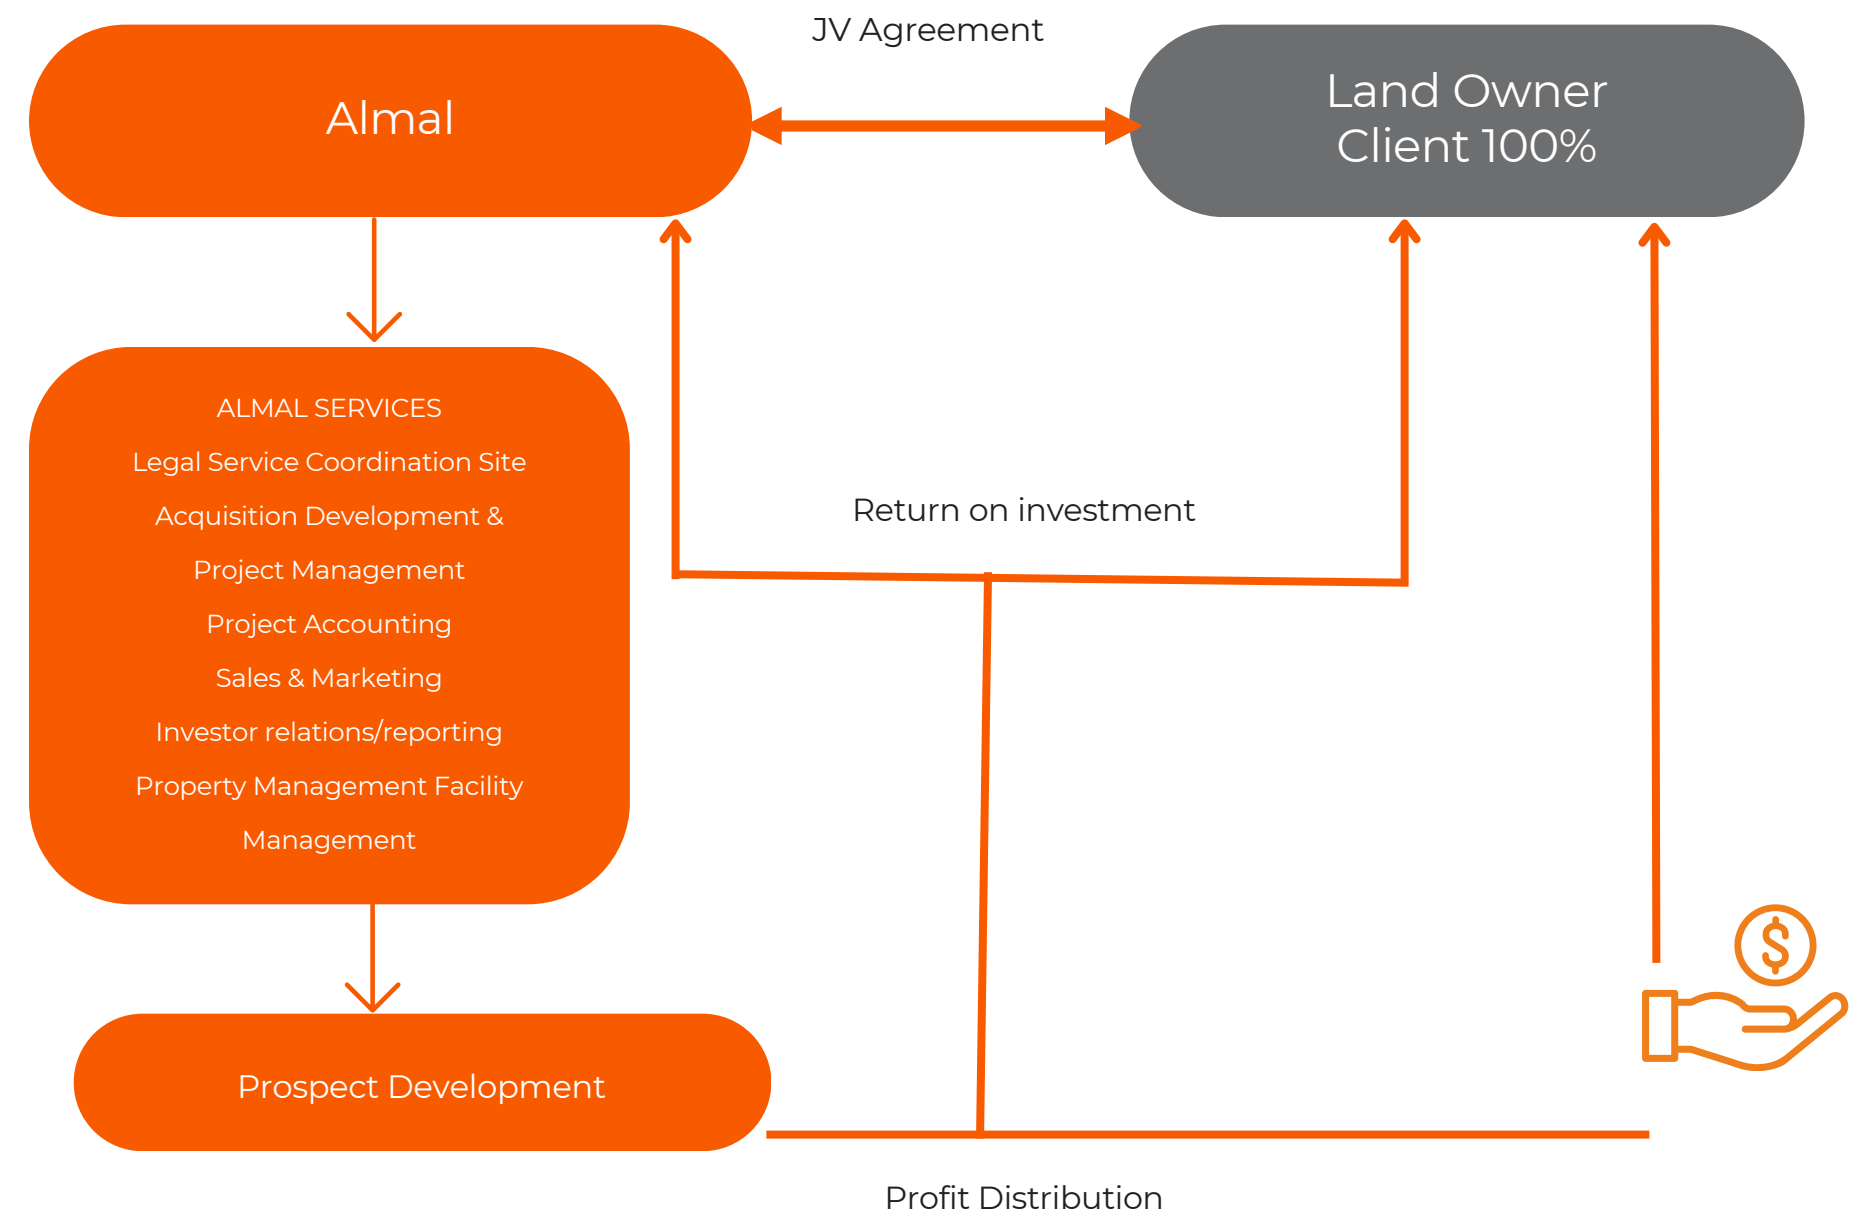 JV Agreement
Almal
Land Owner
Client 100%
ALMAL SERVICES
Legal Service Coordination Site
Acquisition Development &
Project Management
Project Accounting
Sales & Marketing
Investor relations/reporting
Property Management Facility
Management
Return on investment
$
Prospect Development
Profit Distribution